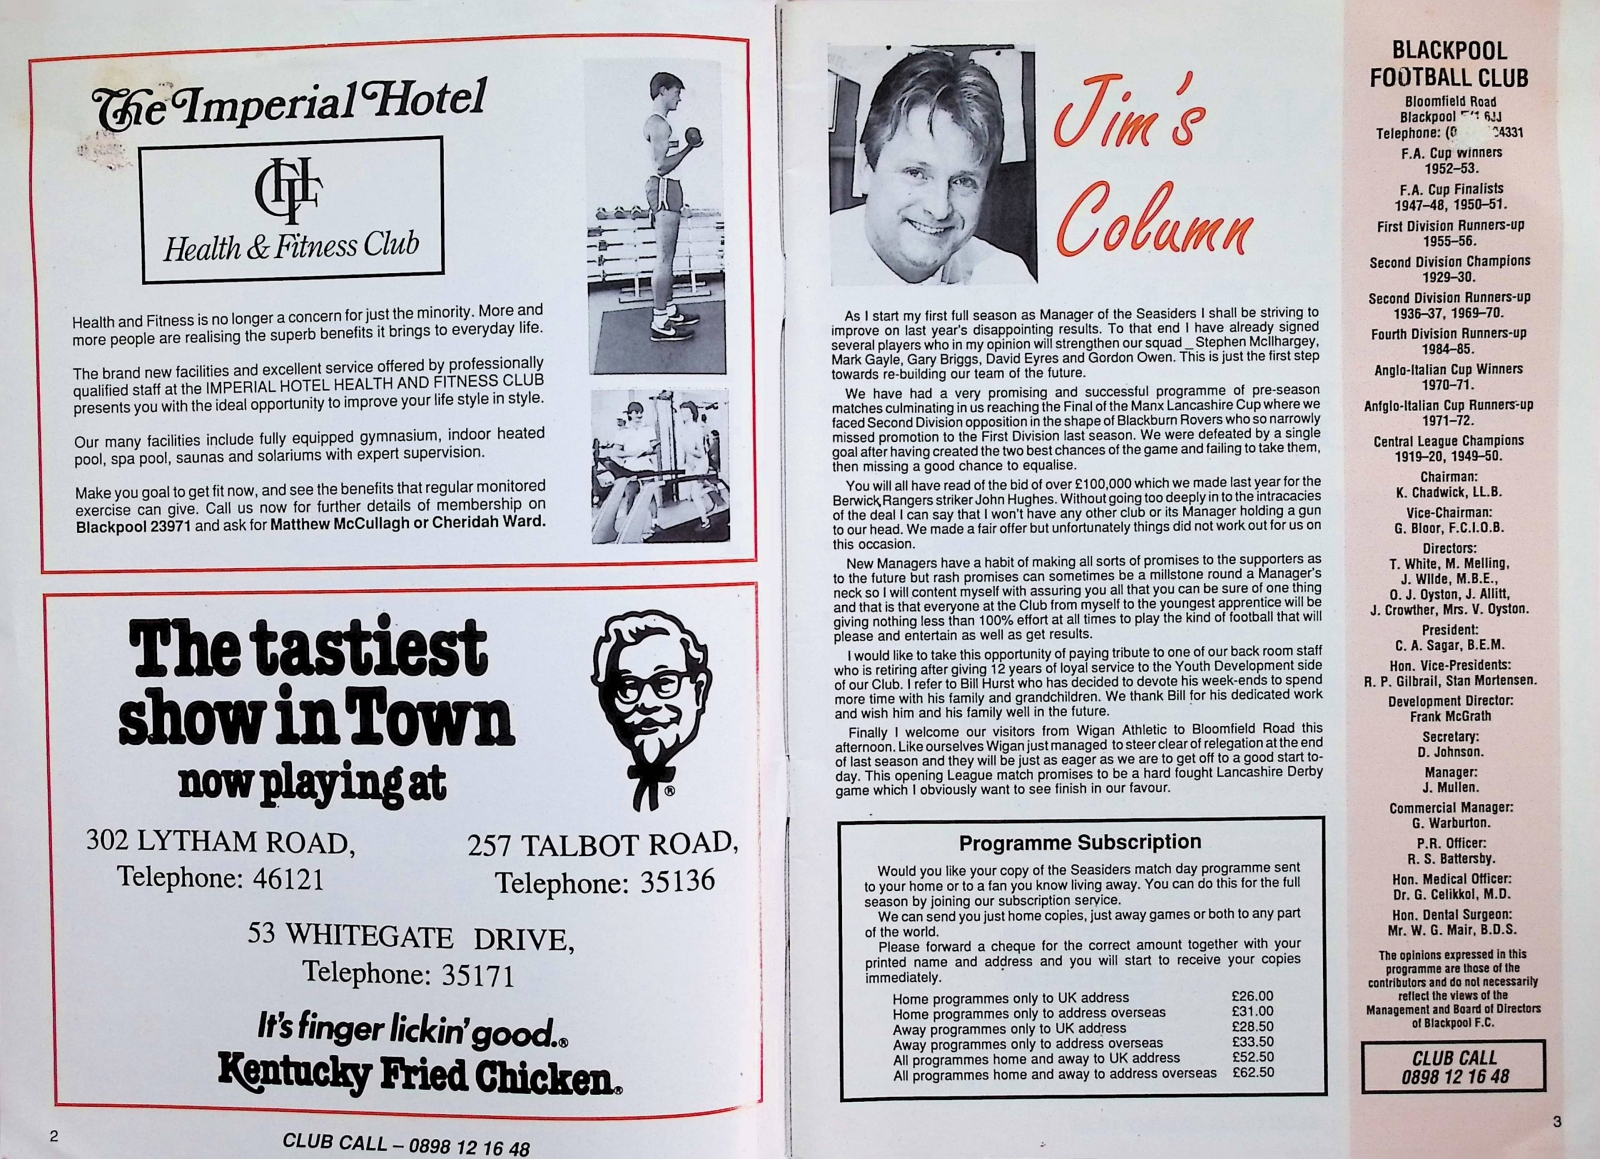 The Imperial Hotel
Health & Fitness Club
Health and Fitness is no longer a concern for just the minority. More and
more people are realising the superb benefits it brings to everyday life.
The brand new facilities and excellent service offered by professionally
qualified staff at the IMPERIAL HOTEL HEALTH AND FITNESS CLUB
presents you with the ideal opportunity to improve your life style in style.
Our many facilities include fully equipped gymnasium, indoor heated
pool, spa pool, saunas and solariums with expert supervision.
Make you goal to get fit now, and see the benefits that regular monitored
exercise can give. Call us now for further details of membership on
Blackpool 23971 and ask for Matthew McCullagh or Cheridah Ward.
The tastiest
show in Town
now playing at
302 LYTHAM ROAD,
Telephone: 46121
257 TALBOT ROAD,
Telephone: 35136
53 WHITEGATE DRIVE,
Telephone: 35171
It's finger lickin' good.®
Kentucky Fried Chicken®
2
CLUB CALL – 0898 12 16 48
Jim's
Column
As I start my first full season as Manager of the Seasiders I shall be striving to
improve on last year's disappointing results. To that end I have already signed
several players who in my opinion will strengthen our squad _ Stephen McIlhargey,
Mark Gayle, Gary Briggs, David Eyres and Gordon Owen. This is just the first step
towards re-building our team of the future.
We have had a very promising and successful programme of pre-season
matches culminating in us reaching the Final of the Manx Lancashire Cup where we
faced Second Division opposition in the shape of Blackburn Rovers who so narrowly
missed promotion to the First Division last season. We were defeated by a single
goal after having created the two best chances of the game and failing to take them,
then missing a good chance to equalise.
You will all have read of the bid of over £100,000 which we made last year for the
Berwick Rangers striker John Hughes. Without going too deeply in to the intracacies
of the deal I can say that I won't have any other club or its Manager holding a gun
to our head. We made a fair offer but unfortunately things did not work out for us on
this occasion.
New Managers have a habit of making all sorts of promises to the supporters as
to the future but rash promises can sometimes be a millstone round a Manager's
neck so I will content myself with assuring you all that you can be sure of one thing
and that is that everyone at the Club from myself to the youngest apprentice will be
giving nothing less than 100% effort at all times to play the kind of football that will
please and entertain as well as get results.
I would like to take this opportunity of paying tribute to one of our back room staff
who is retiring after giving 12 years of loyal service to the Youth Development side
of our Club. I refer to Bill Hurst who has decided to devote his week-ends to spend
more time with his family and grandchildren. We thank Bill for his dedicated work
and wish him and his family well in the future.
Finally I welcome our visitors from Wigan Athletic to Bloomfield Road this
afternoon. Like ourselves Wigan just managed to steer clear of relegation at the end
of last season and they will be just as eager as we are to get off to a good start to-
day. This opening League match promises to be a hard fought Lancashire Derby
game which I obviously want to see finish in our favour.
Programme Subscription
Would you like your copy of the Seasiders match day programme sent
to your home or to a fan you know living away. You can do this for the full
season by joining our subscription service.
We can send you just home copies, just away games or both to any part
of the world.
Please forward a cheque for the correct amount together with your
printed name and address and you will start to receive your copies
immediately.
Home programmes only to UK address £26.00
Home programmes only to address overseas £31.00
Away programmes only to UK address £28.50
Away programmes only to address overseas £33.50
All programmes home and away to UK address £52.50
All programmes home and away to address overseas £62.50
BLACKPOOL
FOOTBALL CLUB
Bloomfield Road
Blackpool 6JJ
Telephone: 4331
F.A. Cup Winners
1952–53.
F.A. Cup Finalists
1947–48, 1950–51.
First Division Runners-up
1955–56.
Second Division Champions
1929–30.
Second Division Runners-up
1936–37, 1969–70.
Fourth Division Runners-up
1984–85.
Anglo-Italian Cup Winners
1970–71.
Anfglo-Italian Cup Runners-up
1971–72.
Central League Champions
1919–20, 1949–50.
Chairman:
K. Chadwick, LL.B.
Vice-Chairman:
G. Bloor, F.C.I.O.B.
Directors:
T. White, M. Melling,
J. Wilde, M.B.E.,
O. J. Oyston, J. Allitt,
J. Crowther, Mrs. V. Oyston.
President:
C. A. Sagar, B.E.M.
Hon. Vice-Presidents:
R. P. Gilbrail, Stan Mortensen.
Development Director:
Frank McGrath
Secretary:
D. Johnson.
Manager:
J. Mullen.
Commercial Manager:
G. Warburton.
P.R. Officer:
R. S. Battersby.
Hon. Medical Officer:
Dr. G. Celikkol, M.D.
Hon. Dental Surgeon:
Mr. W. G. Mair, B.D.S.
The opinions expressed in this
programme are those of the
contributors and do not necessarily
reflect the views of the
Management and Board of Directors
of Blackpool F.C.
CLUB CALL
0898 12 16 48
3